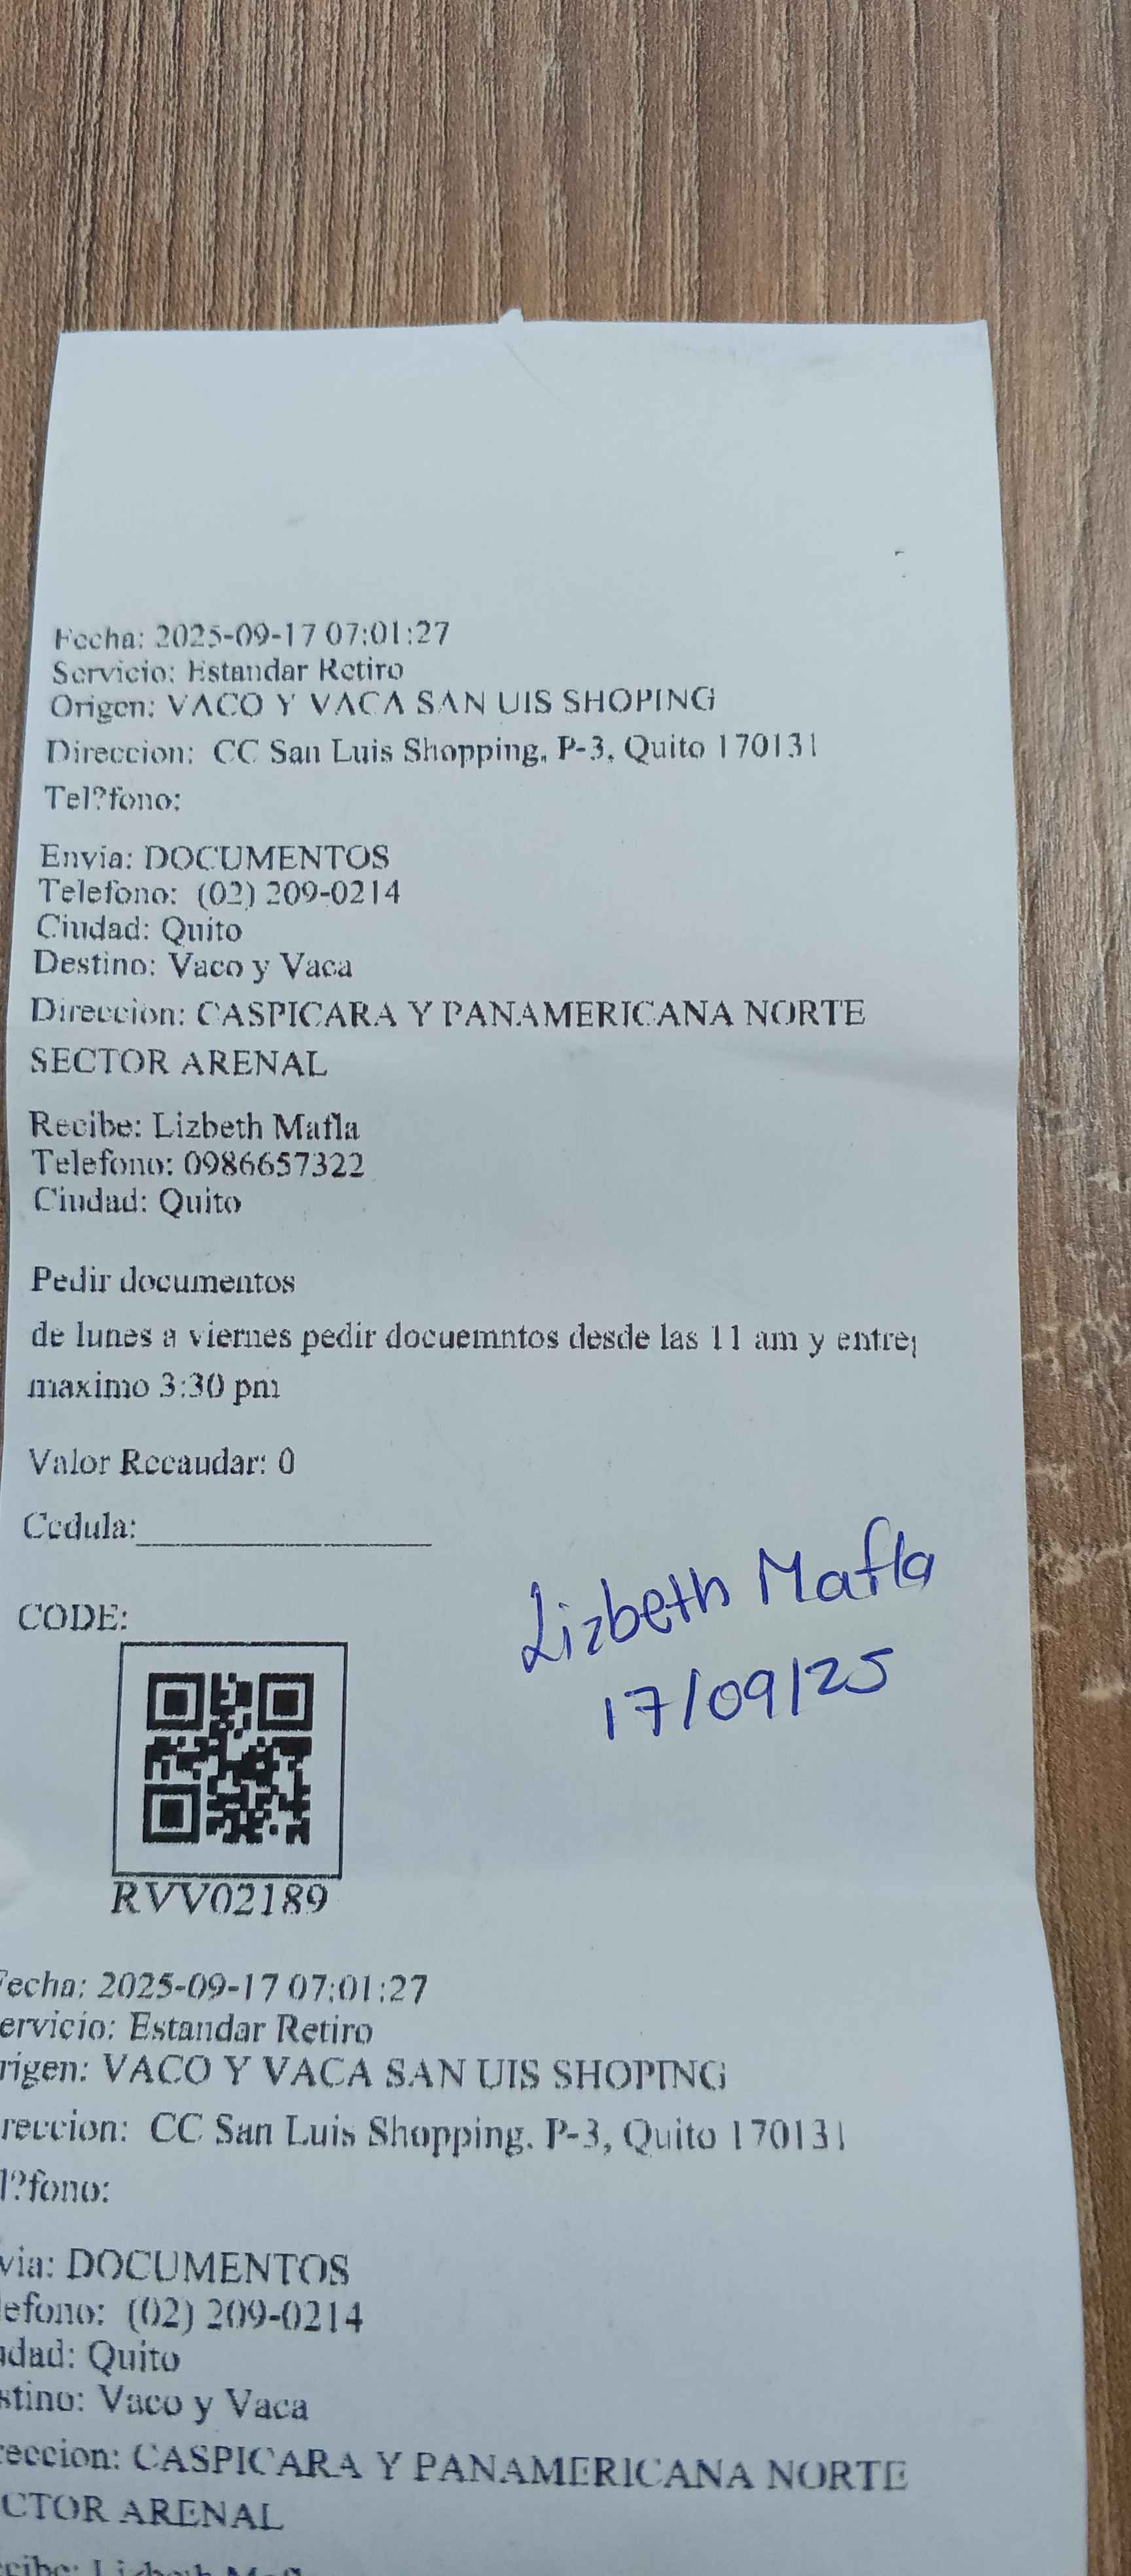 Fecha: 2025-09-17 07:01:27
Servicio: Estandar Retiro
Origen: VACO Y VACA SAN UIS SHOPING
Direccion: CC San Luis Shopping, P-3, Quito 170131
Tel?fono:
Envia: DOCUMENTOS
Telefono: (02) 209-0214
Ciudad: Quito
Destino: Vaco y Vaca
Direccion: CASPICARA Y PANAMERICANA NORTE
SECTOR ARENAL
Recibe: Lizbeth Mafla
Telefono: 0986657322
Ciudad: Quito
Pedir documentos
de lunes a viernes pedir docuemntos desde las 11 am y entre
maximo 3:30 pm
Valor Recaudar: 0
Cedula:
Lizbeth Mafla
17/09/25
CODE:
RVV02189
Fecha: 2025-09-17 07:01:27
ervicio: Estandar Retiro
rigen: VACO Y VACA SAN UIS SHOPING
reccion: CC San Luis Shopping, P-3, Quito 170131
l?fono:
via: DOCUMENTOS
efono: (02) 209-0214
dad: Quito
stino: Vaco y Vaca
reccion: CASPICARA Y PANAMERICANA NORTE
CTOR ARENAL